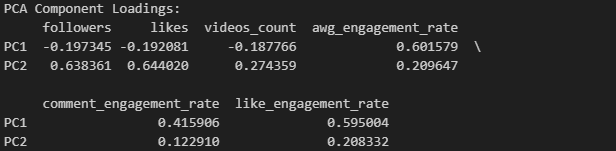 PCA Component Loadings:
followers likes videos_count awg_engagement_rate
PC1 -0.197345 -0.192081 -0.187766 0.601579 \
PC2 0.638361 0.644020 0.274359 0.209647
comment_engagement_rate like_engagement_rate
PC1 0.415906 0.595004
PC2 0.122910 0.208332